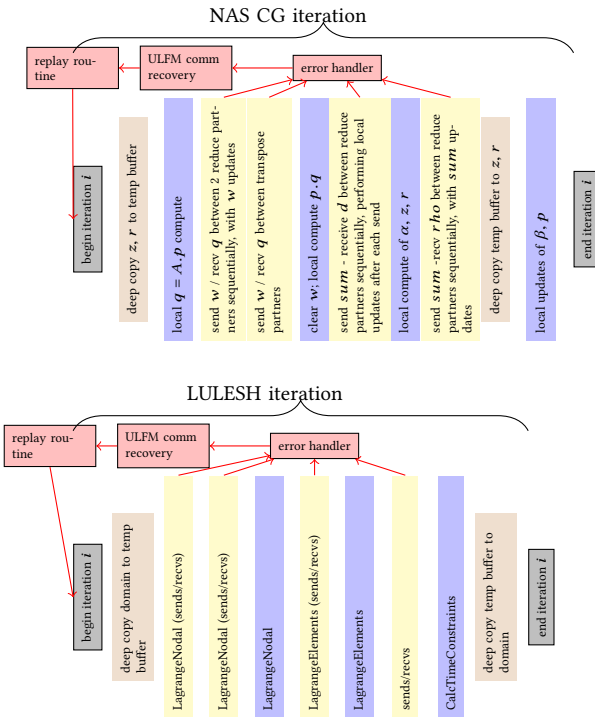 NAS CG iteration
replay rou-
tine
ULFM comm
recovery
error handler
begin iteration i
deep copy z, r to temp buffer
local q = A.p compute
send w / recv q between 2 reduce part-
ners sequentially, with w updates
send w / recv q between transpose
partners
clear w; local compute p.q
send sum - receive d between reduce
partners sequentially, performing local
updates after each send
local compute of α, z, r
send sum -recv rho between reduce
partners sequentially, with sum up-
dates
deep copy temp buffer to z, r
local updates of β, p
end iteration i
LULESH iteration
replay rou-
tine
ULFM comm
recovery
error handler
begin iteration i
deep copy domain to temp
buffer
LagrangeNodal (sends/recvs)
LagrangeNodal (sends/recvs)
LagrangeNodal
LagrangeElements (sends/recvs)
LagrangeElements
sends/recvs
CalcTimeConstraints
deep copy temp buffer to
domain
end iteration i